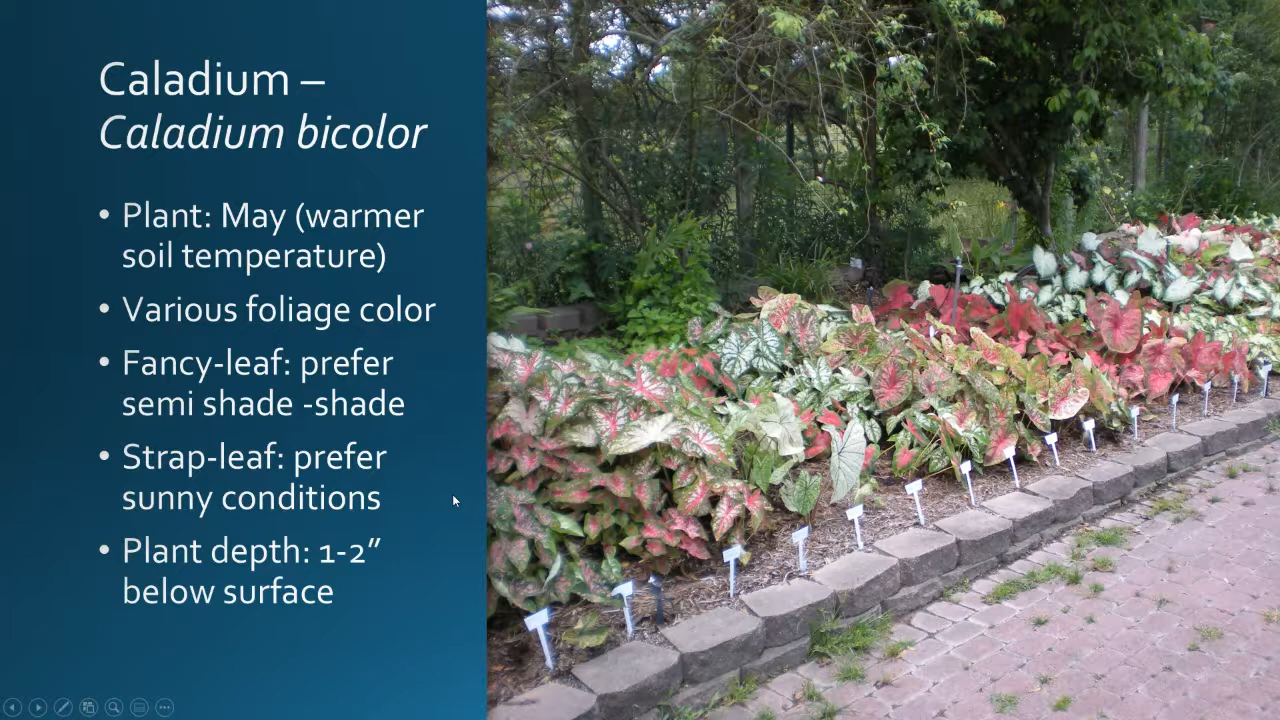 Caladium –
Caladium bicolor
• Plant: May (warmer
soil temperature)
• Various foliage color
• Fancy-leaf: prefer
semi shade -shade
• Strap-leaf: prefer
sunny conditions
• Plant depth: 1-2″
below surface